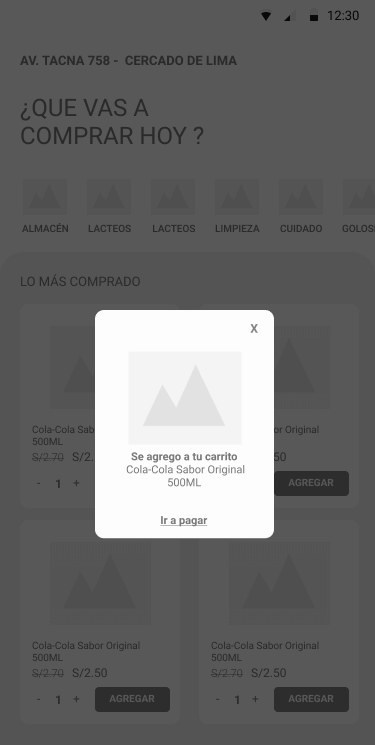 12:30
AV. TACNA 758 - CERCADO DE LIMA
¿QUE VAS A
COMPRAR HOY ?
ALMACÉN LACTEOS LACTEOS LIMPIEZA CUIDADO GOLOS
LO MÁS COMPRADO
X
Se agrego a tu carrito
Cola-Cola Sabor Original
500ML
Ir a pagar
Cola-Cola Sab
500ML
S/2.70 S/2.
- 1 +
or Original
50
AGREGAR
Cola-Cola Sabor Original
500ML
S/2.70 S/2.50
- 1 + AGREGAR
Cola-Cola Sabor Original
500ML
S/2.70 S/2.50
- 1 + AGREGAR